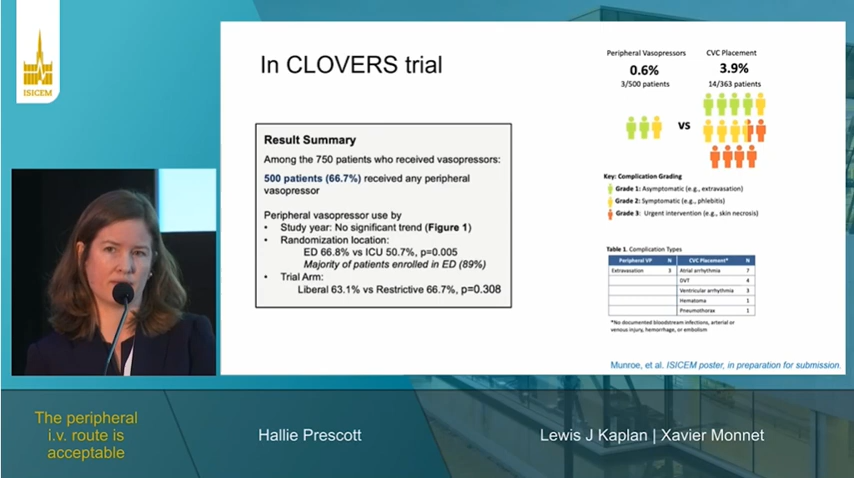 ISICEM
In CLOVERS trial
Result Summary
Among the 750 patients who received vasopressors:
500 patients (66.7%) received any peripheral
vasopressor
Peripheral vasopressor use by
• Study year: No significant trend (Figure 1)
• Randomization location:
ED 66.8% vs ICU 50.7%, p=0.005
Majority of patients enrolled in ED (89%)
• Trial Arm:
Liberal 63.1% vs Restrictive 66.7%, p=0.308
Peripheral Vasopressors
0.6%
3/500 patients
VS
CVC Placement
3.9%
14/363 patients
Key: Complication Grading
Grade 1: Asymptomatic (e.g., extravasation)
Grade 2: Symptomatic (e.g., phlebitis)
Grade 3: Urgent intervention (e.g., skin necrosis)
Table 1. Complication Types
Peripheral VP N CVC Placement* N
Extravasation 3 Atrial arrhythmia 7
DVT 4
Ventricular arrhythmia 3
Hematoma 1
Pneumothorax 1
*No documented bloodstream infections, arterial or
venous injury, hemorrhage, or embolism
Munroe, et al. ISICEM poster, in preparation for submission.
The peripheral
i.v. route is
acceptable
Hallie Prescott
Lewis J Kaplan | Xavier Monnet